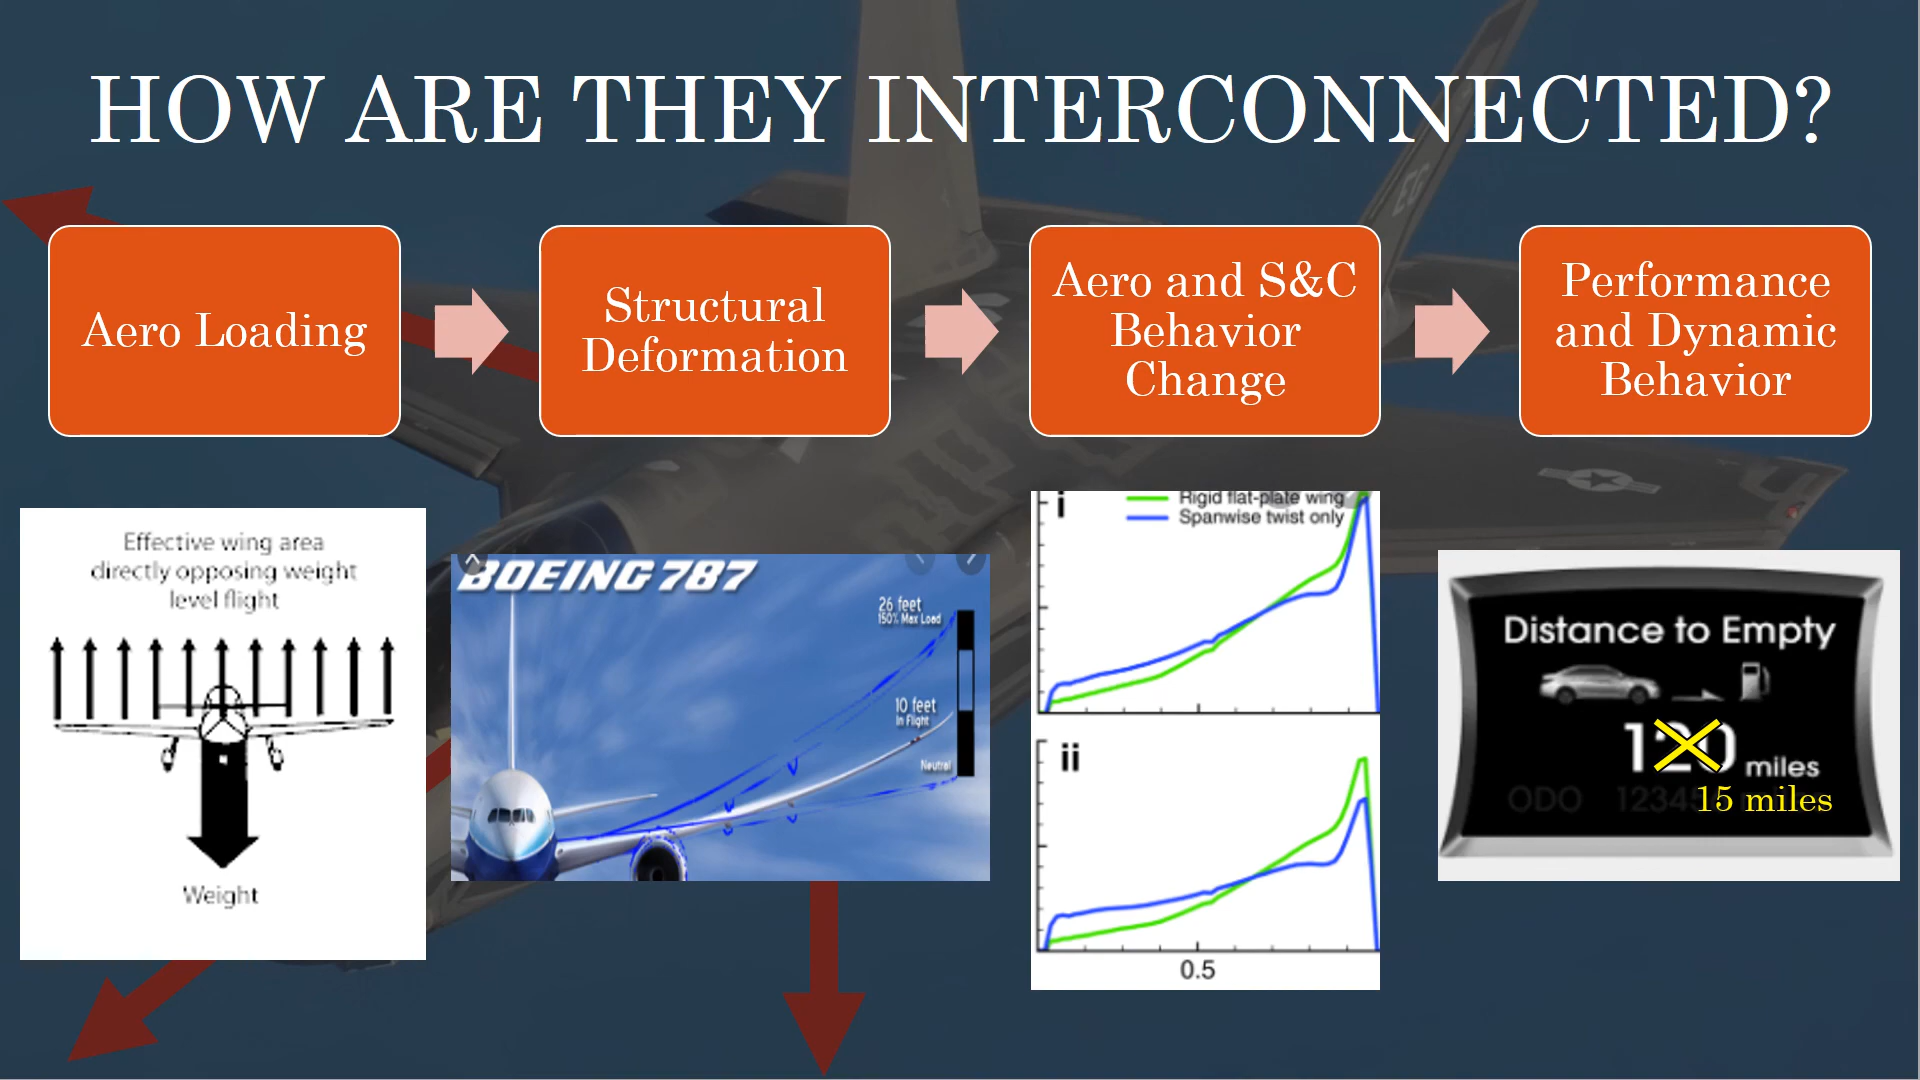 HOW ARE THEY INTERCONNECTED?
Aero Loading
Structural
Deformation
Aero and S&C
Behavior
Change
Performance
and Dynamic
Behavior
Effective wing area
directly opposing weight
level flight
Weight
BOEING 787
26 feet
150% Max Load
10 feet
In Flight
Neutral
i
Rigid flat-plate wing
Spanwise twist only
ii
0.5
Distance to Empty
120 miles
15 miles
ODO
EG